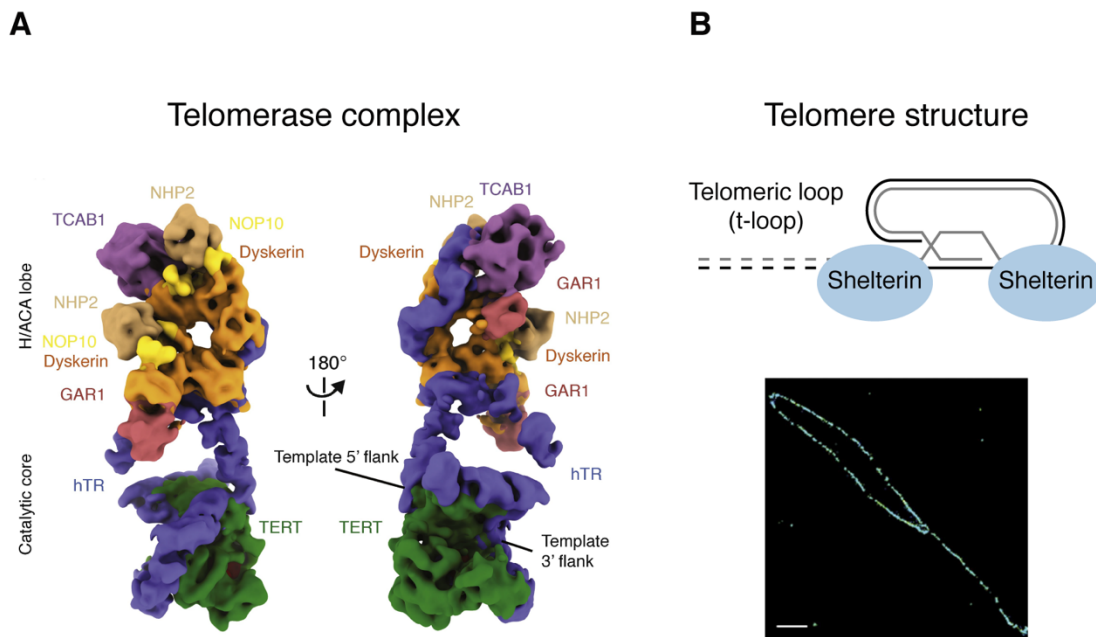 A
B
Telomerase complex
Telomere structure
NHP2
TCAB1
NOP10
Dyskerin
H/ACA lobe
NHP2
NOP10
Dyskerin
GAR1
hTR
Catalytic core
TERT
180°
TCAB1
NHP2
Dyskerin
GAR1
NHP2
Dyskerin
GAR1
Template 5' flank
hTR
TERT
Template
3' flank
Telomeric loop
(t-loop)
Shelterin
Shelterin